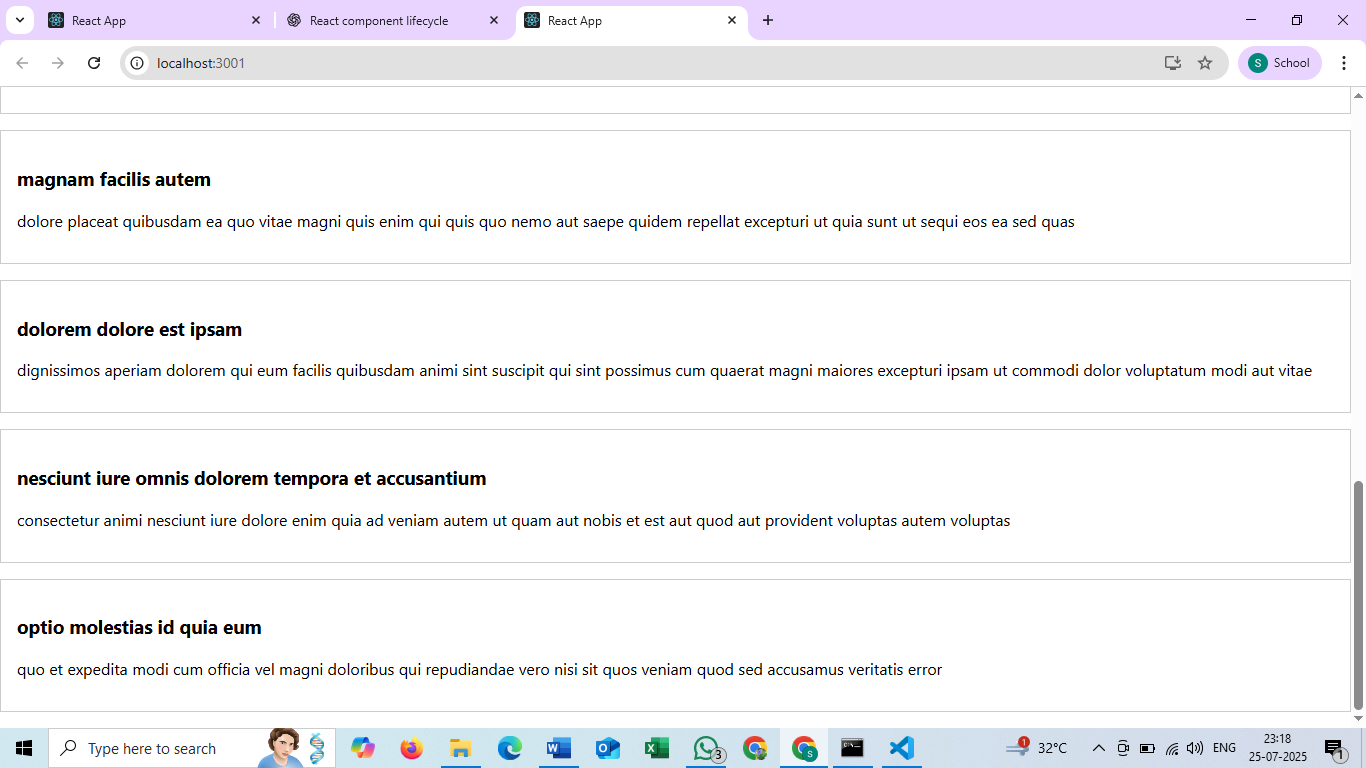 React App
React component lifecycle
React App
localhost:3001
S
School
magnam facilis autem
dolore placeat quibusdam ea quo vitae magni quis enim qui quis quo nemo aut saepe quidem repellat excepturi ut quia sunt ut sequi eos ea sed quas
dolorem dolore est ipsam
dignissimos aperiam dolorem qui eum facilis quibusdam animi sint suscipit qui sint possimus cum quaerat magni maiores excepturi ipsam ut commodi dolor voluptatum modi aut vitae
nesciunt iure omnis dolorem tempora et accusantium
consectetur animi nesciunt iure dolore enim quia ad veniam autem ut quam aut nobis et est aut quod aut provident voluptas autem voluptas
optio molestias id quia eum
quo et expedita modi cum officia vel magni doloribus qui repudiandae vero nisi sit quos veniam quod sed accusamus veritatis error
Type here to search
3
S
1
32°C
ENG
23:18
25-07-2025
1